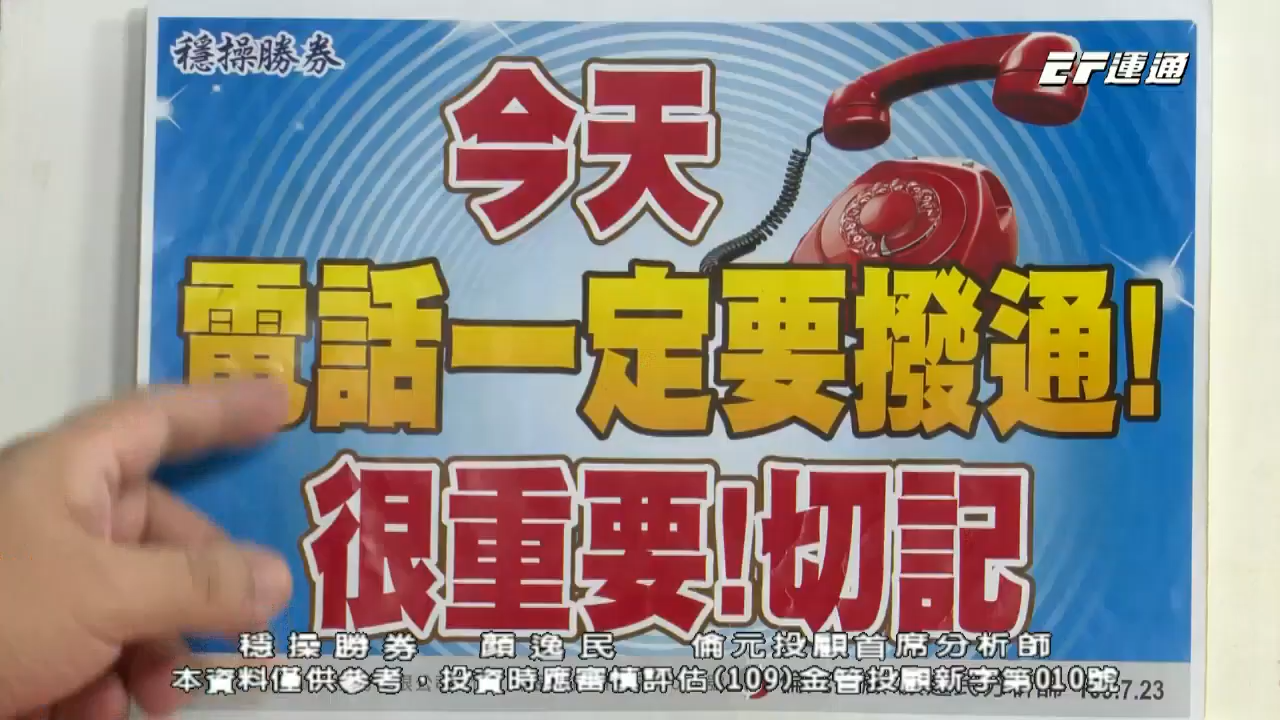 穩操勝券
EF運通
今天
電話一定要撥通!
很重要!切記
穩操勝券 顏逸民 倫元投顧首席分析師
本資料僅供參考,投資時應審慎評估(109)金管投顧新字第010號
.7.23